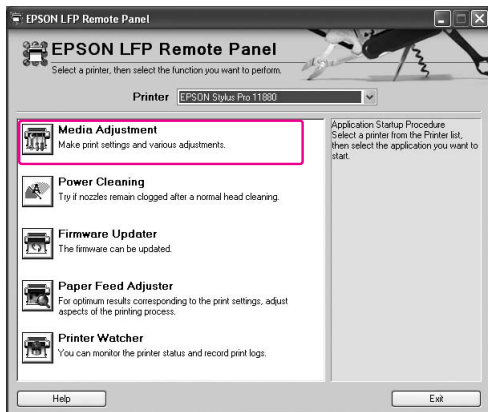 EPSON LFP Remote Panel
EPSON LFP Remote Panel
Select a printer, then select the function you want to perform.
Printer EPSON Stylus Pro 11880
Media Adjustment
Make print settings and various adjustments.
Power Cleaning
Try if nozzles remain clogged after a normal head cleaning.
Firmware Updater
The firmware can be updated.
Paper Feed Adjuster
For optimum results corresponding to the print settings, adjust
aspects of the printing process.
Printer Watcher
You can monitor the printer status and record print logs.
Application Startup Procedure
Select a printer from the Printer list,
then select the application you want to
start.
Help
Exit